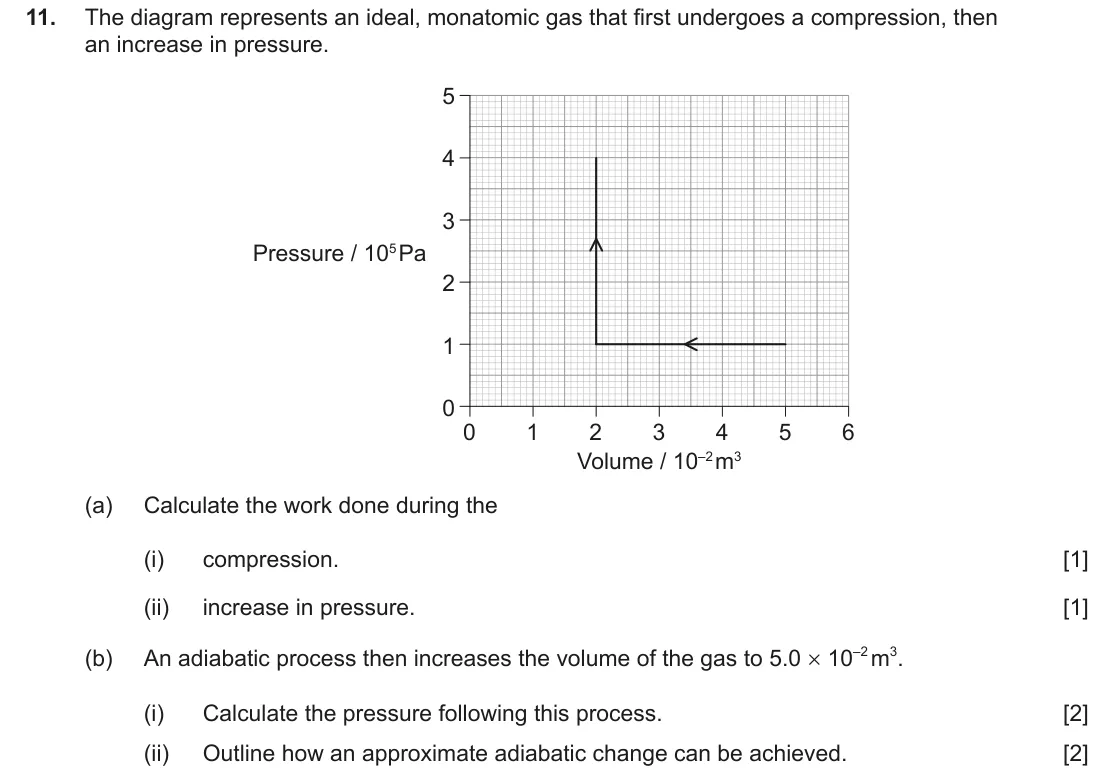 11. The diagram represents an ideal, monatomic gas that first undergoes a compression, then
an increase in pressure.
5
4
3
Pressure / 10⁵Pa
2
1
0
0 1 2 3 4 5 6
Volume / 10⁻²m³
(a) Calculate the work done during the
(i) compression. [1]
(ii) increase in pressure. [1]
(b) An adiabatic process then increases the volume of the gas to 5.0 × 10⁻²m³.
(i) Calculate the pressure following this process. [2]
(ii) Outline how an approximate adiabatic change can be achieved. [2]